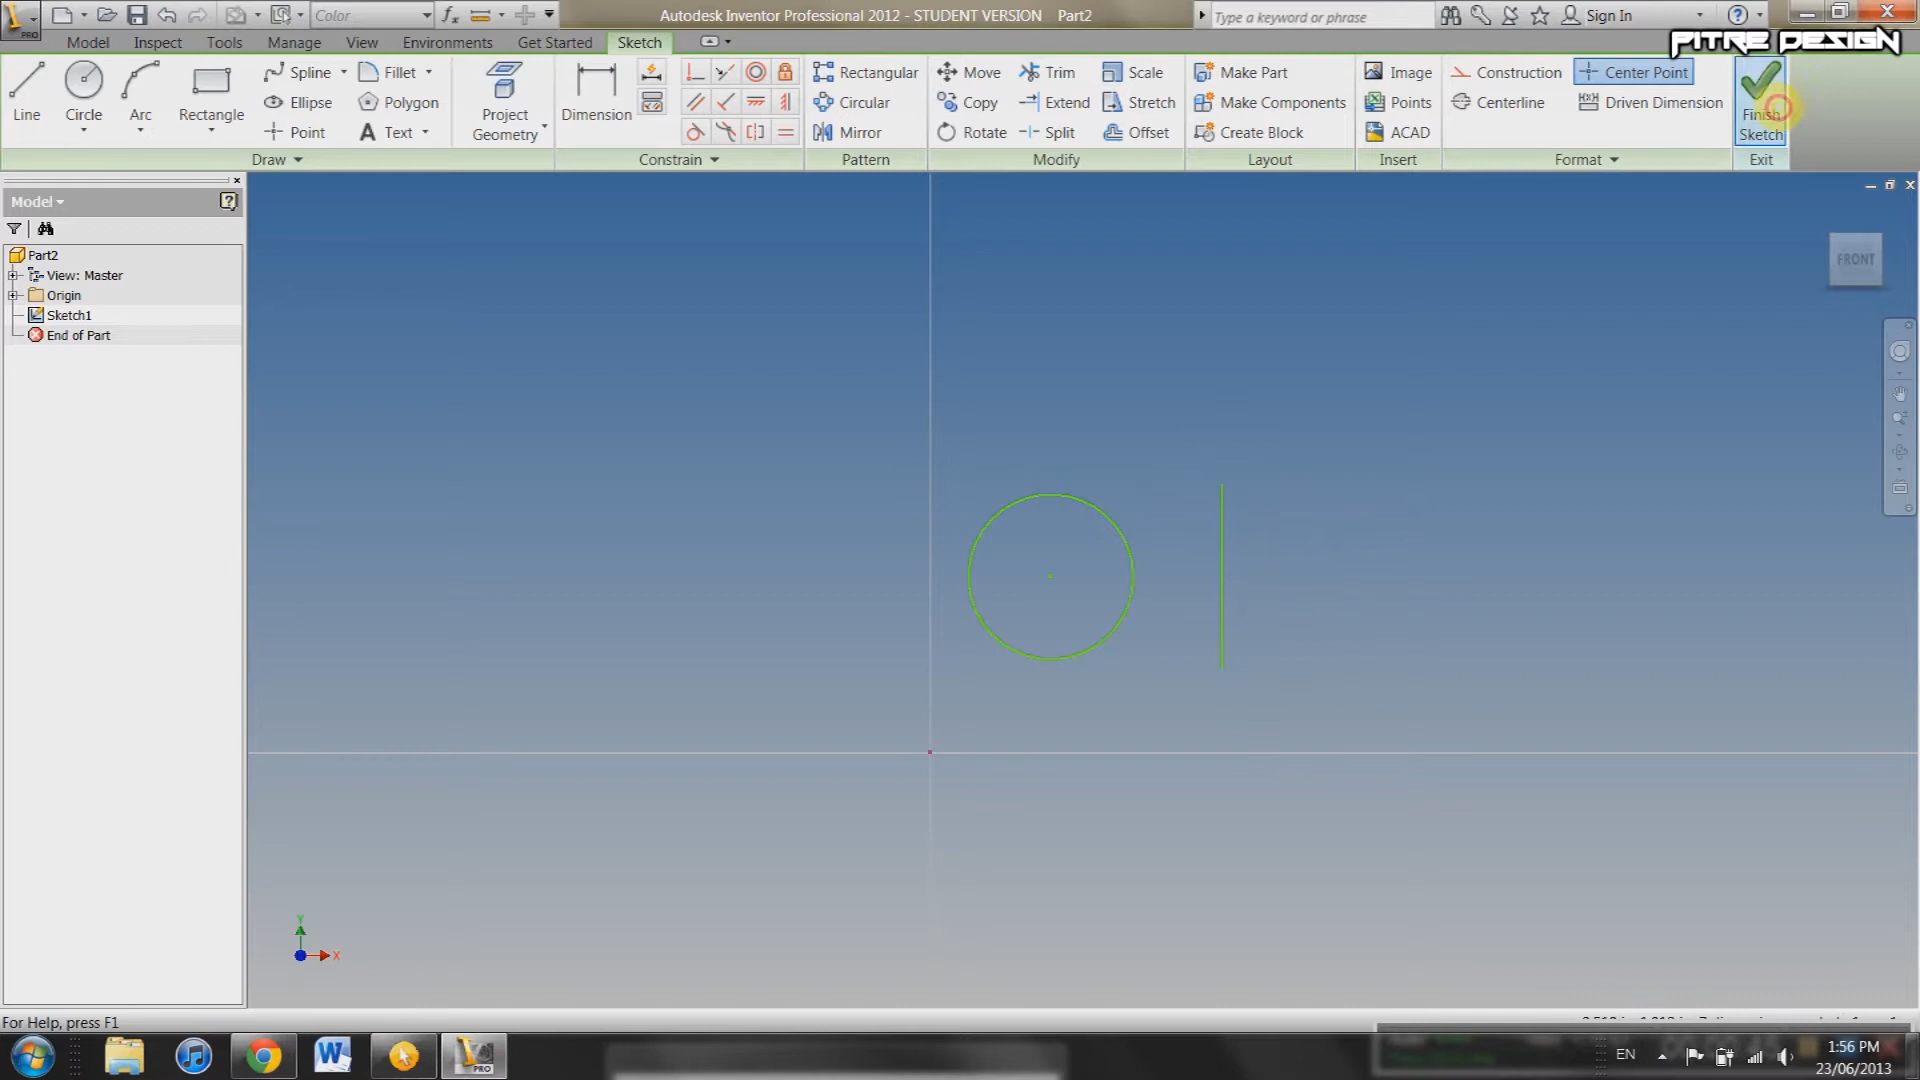 PRO
Color
Autodesk Inventor Professional 2012 - STUDENT VERSION Part2
Type a keyword or phrase
Sign In
Model Inspect Tools Manage View Environments Get Started Sketch
PITRE DESIGN
Line
Circle
Arc
Rectangle
Spline
Ellipse
Point
Fillet
Polygon
Text
Project Geometry
Dimension
Rectangular
Circular
Mirror
Move
Copy
Rotate
Trim
Extend
Split
Scale
Stretch
Offset
Make Part
Make Components
Create Block
Image
Points
ACAD
Construction
Centerline
Center Point
Driven Dimension
Finish Sketch
Draw Constrain Pattern Modify Layout Insert Format Exit
Model
Part2
View: Master
Origin
Sketch1
End of Part
FRONT
Y
X
For Help, press F1
PRO
EN
1:56 PM
23/06/2013